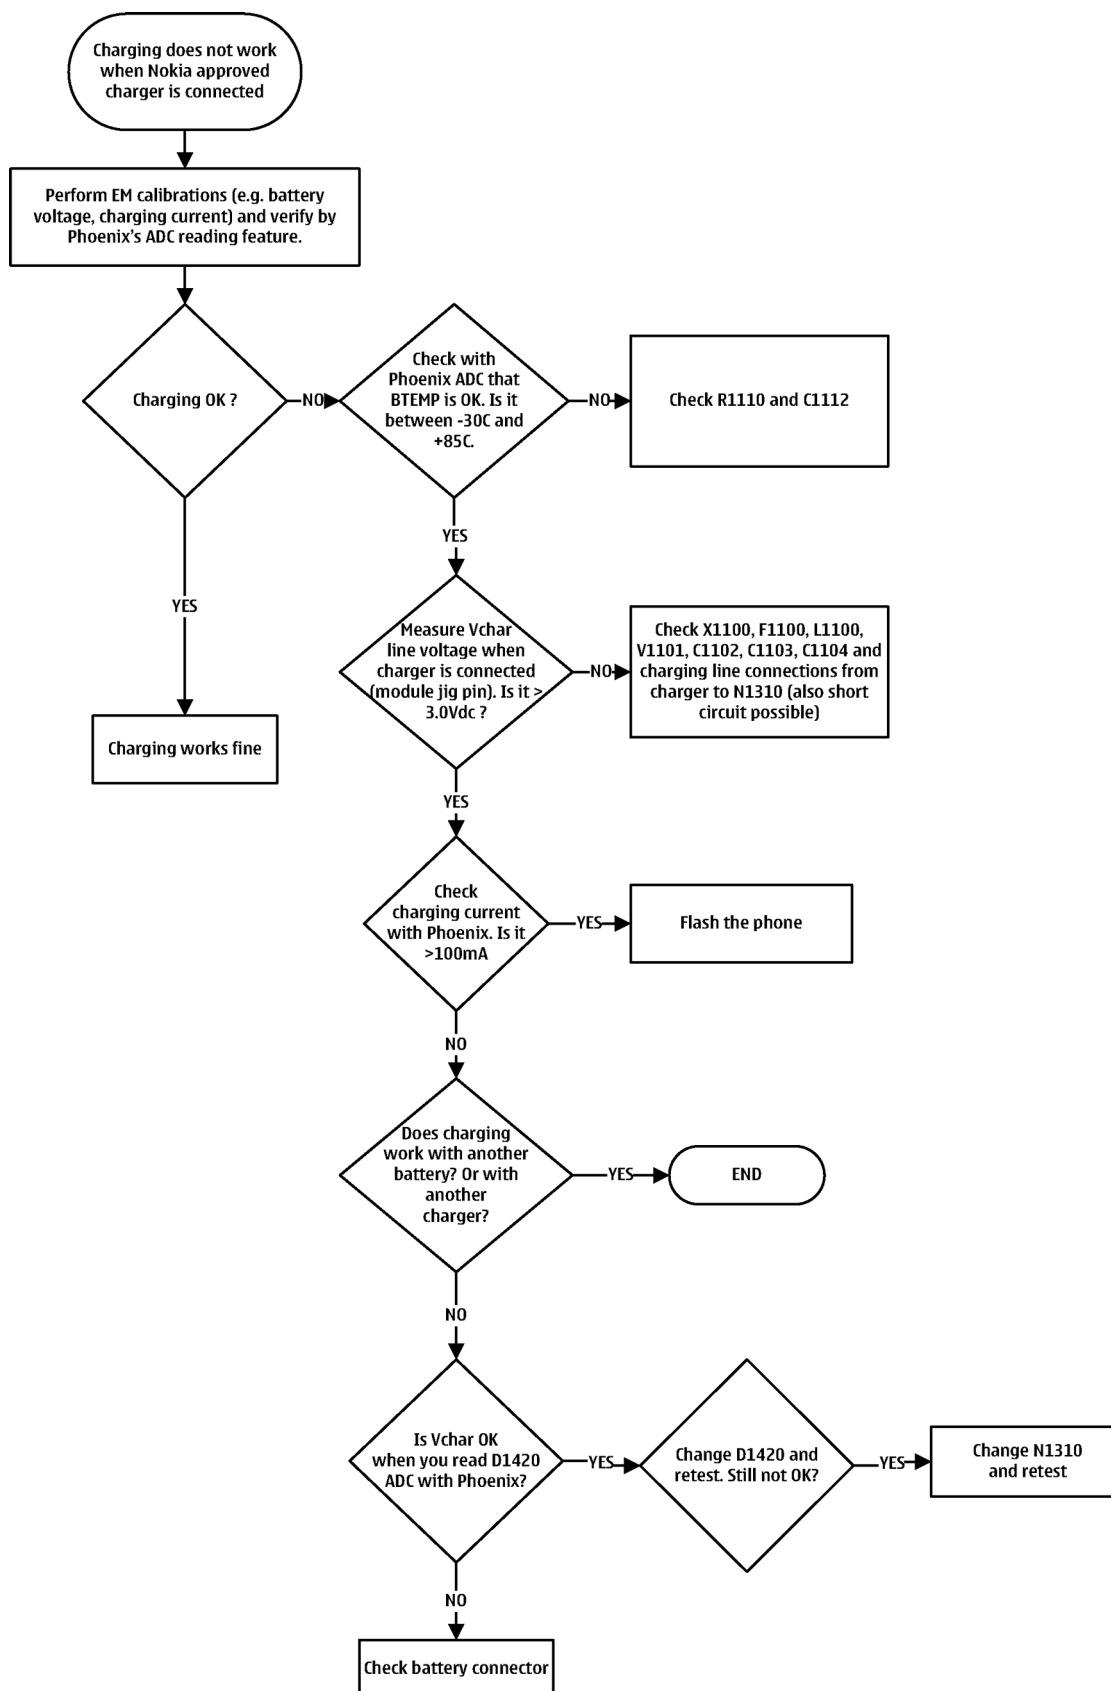 Charging does not work
when Nokia approved
charger is connected
Perform EM calibrations (e.g. battery
voltage, charging current) and verify by
Phoenix's ADC reading feature.
Charging OK ?
NO
Check with
Phoenix ADC that
BTEMP is OK. Is it
between -30C and
+85C.
NO
Check R1110 and C1112
YES
YES
Measure Vchar
line voltage when
charger is connected
(module jig pin). Is it >
3.0Vdc ?
NO
Check X1100, F1100, L1100,
V1101, C1102, C1103, C1104 and
charging line connections from
charger to N1310 (also short
circuit possible)
Charging works fine
YES
Check
charging current
with Phoenix. Is it
>100mA
YES
Flash the phone
NO
Does charging
work with another
battery? Or with
another
charger?
YES
END
NO
Is Vchar OK
when you read D1420
ADC with Phoenix?
YES
Change D1420 and
retest. Still not OK?
YES
Change N1310
and retest
NO
Check battery connector